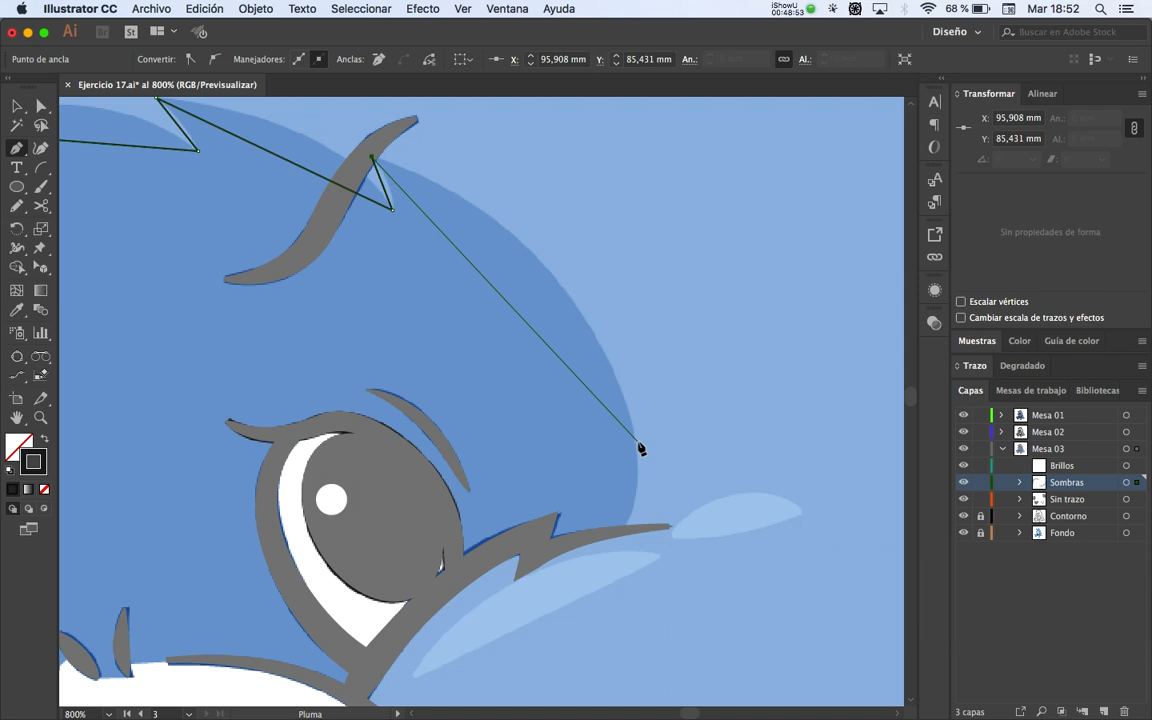 Illustrator CC Archivo Edición Objeto Texto Seleccionar Efecto Ver Ventana Ayuda iShowU 00:48:53 68 % Mar 18:52
Ai Br St Diseño Buscar en Adobe Stock
Punto de ancla Convertir: Manejadores: Anclas: X: 95,908 mm Y: 85,431 mm An.: Al.:
× Ejercicio 17.ai* al 800% (RGB/Previsualizar)
Transformar Alinear
X: 95,908 mm An.:
Y: 85,431 mm Al.:
Sin propiedades de forma
Escalar vértices
Cambiar escala de trazos y efectos
Muestras Color Guía de color
Trazo Degradado
Capas Mesas de trabajo Bibliotecas
Mesa 01
Mesa 02
Mesa 03
Brillos
Sombras
Sin trazo
Contorno
Fondo
800% 3 Pluma 3 capas